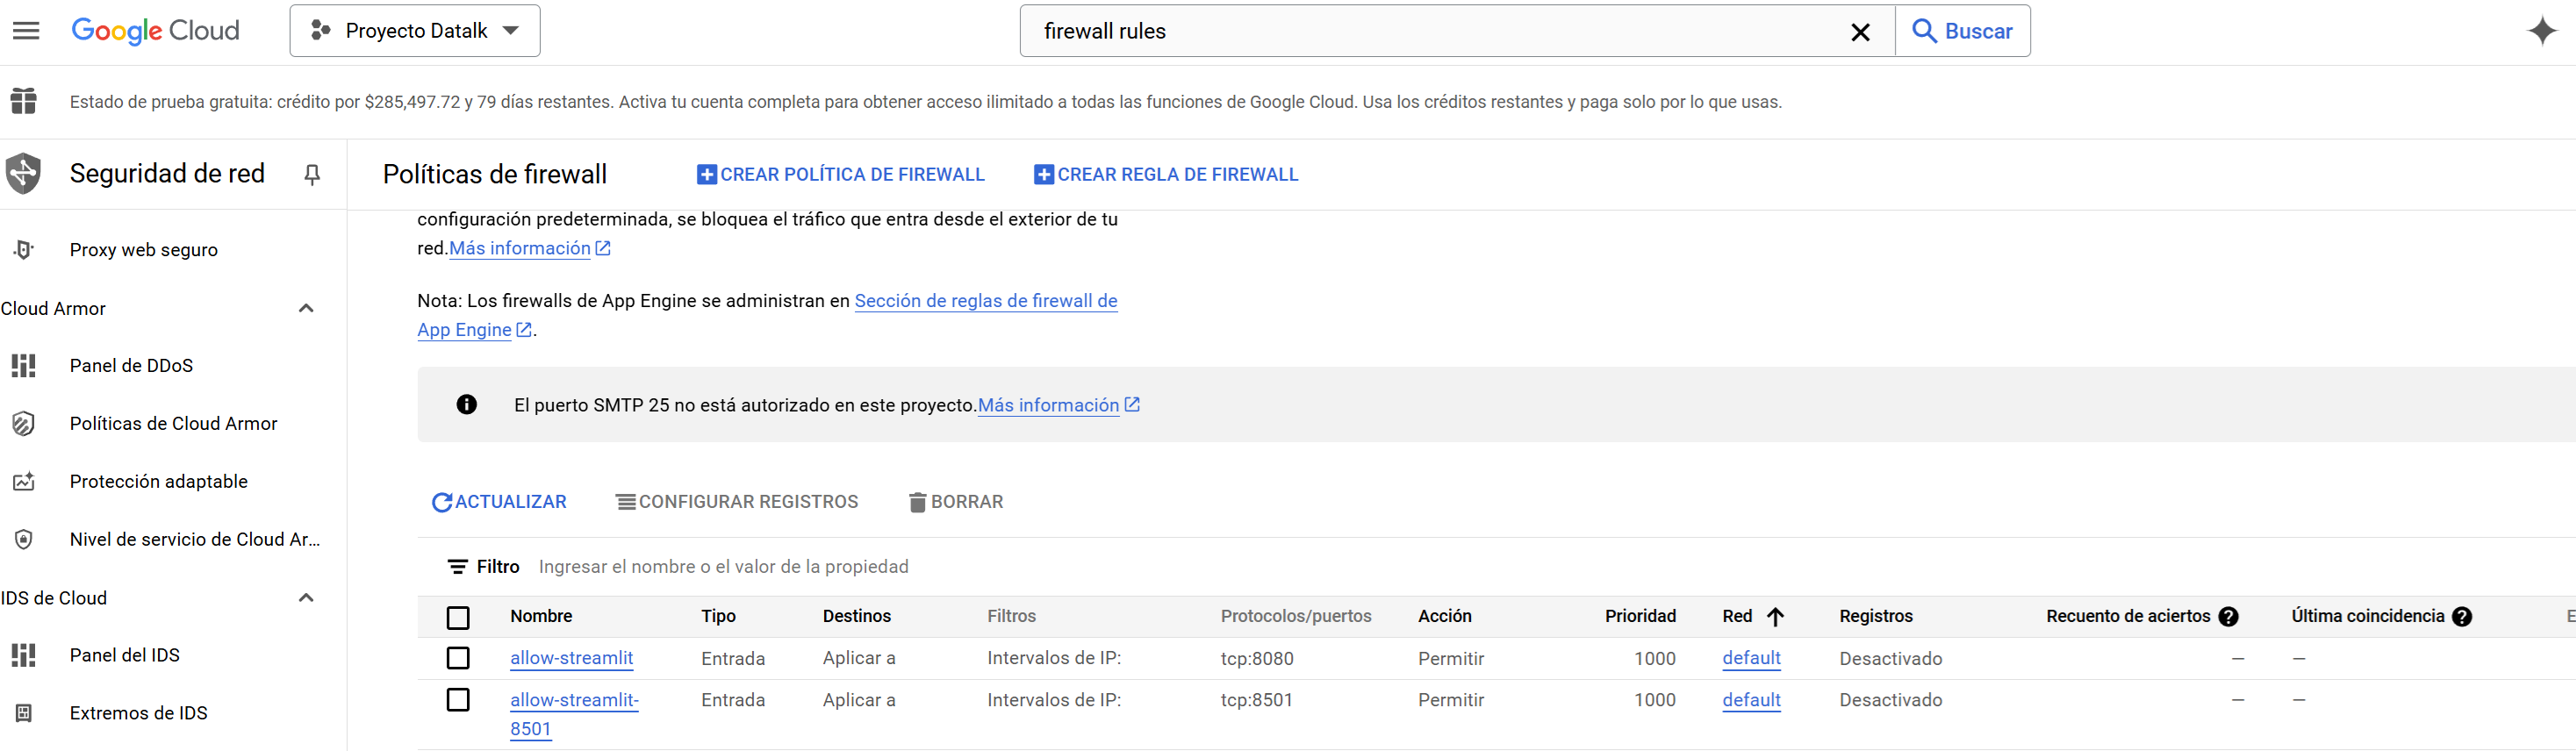 Google Cloud
Proyecto Datalk
firewall rules
Buscar
Estado de prueba gratuita: crédito por $285,497.72 y 79 días restantes. Activa tu cuenta completa para obtener acceso ilimitado a todas las funciones de Google Cloud. Usa los créditos restantes y paga solo por lo que usas.
Seguridad de red
Proxy web seguro
Cloud Armor
Panel de DDoS
Políticas de Cloud Armor
Protección adaptable
Nivel de servicio de Cloud Ar...
IDS de Cloud
Panel del IDS
Extremos de IDS
Políticas de firewall
CREAR POLÍTICA DE FIREWALL
CREAR REGLA DE FIREWALL
configuración predeterminada, se bloquea el tráfico que entra desde el exterior de tu
red.Más información
Nota: Los firewalls de App Engine se administran en Sección de reglas de firewall de
App Engine.
El puerto SMTP 25 no está autorizado en este proyecto.Más información
ACTUALIZAR
CONFIGURAR REGISTROS
BORRAR
Filtro Ingresar el nombre o el valor de la propiedad
Nombre Tipo Destinos Filtros Protocolos/puertos Acción Prioridad Red Registros Recuento de aciertos Última coincidencia
allow-streamlit Entrada Aplicar a Intervalos de IP: tcp:8080 Permitir 1000 default Desactivado — —
allow-streamlit- Entrada Aplicar a Intervalos de IP: tcp:8501 Permitir 1000 default Desactivado — —
8501